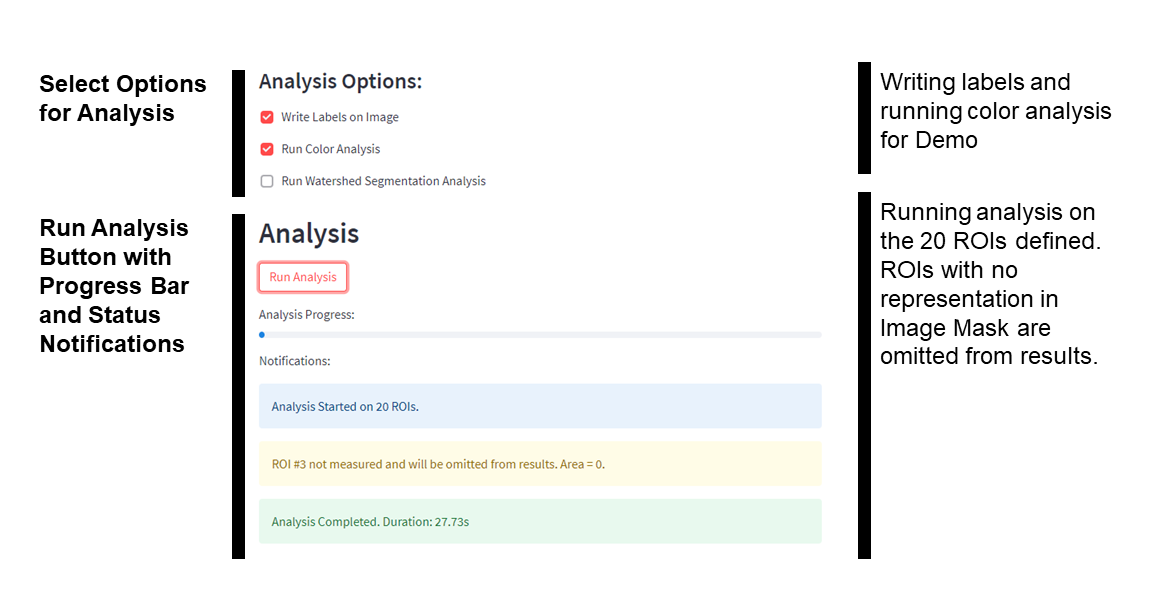 Select Options
for Analysis
Analysis Options:
Write Labels on Image
Run Color Analysis
Run Watershed Segmentation Analysis
Writing labels and
running color analysis
for Demo
Run Analysis
Button with
Progress Bar
and Status
Notifications
Analysis
Run Analysis
Analysis Progress:
Notifications:
Analysis Started on 20 ROIs.
ROI #3 not measured and will be omitted from results. Area = 0.
Analysis Completed. Duration: 27.73s
Running analysis on
the 20 ROIs defined.
ROIs with no
representation in
Image Mask are
omitted from results.